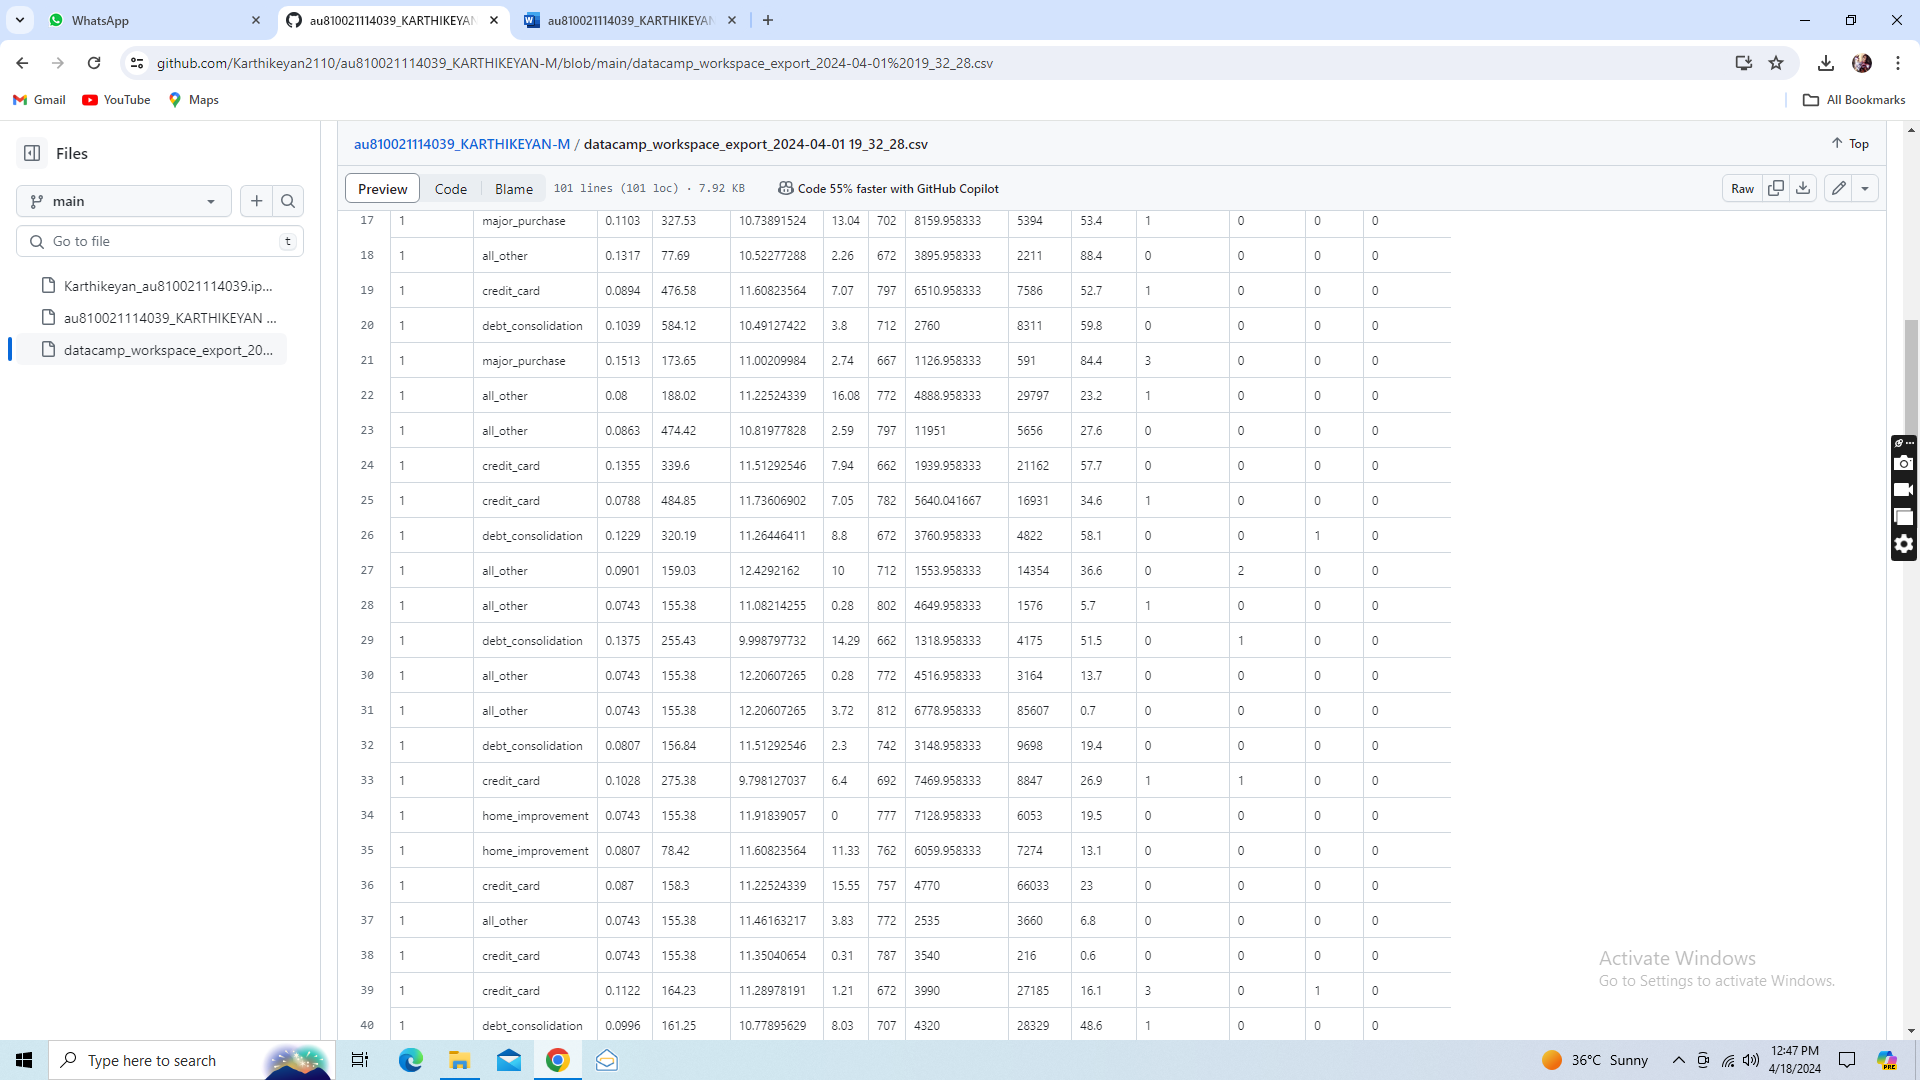 WhatsApp
au810021114039_KARTHIKEYAN
au810021114039_KARTHIKEYAN
github.com/Karthikeyan2110/au810021114039_KARTHIKEYAN-M/blob/main/datacamp_workspace_export_2024-04-01%2019_32_28.csv
Gmail YouTube Maps All Bookmarks
Files
main
Go to file t
Karthikeyan_au810021114039.ip...
au810021114039_KARTHIKEYAN ...
datacamp_workspace_export_20...
au810021114039_KARTHIKEYAN-M / datacamp_workspace_export_2024-04-01 19_32_28.csv Top
Preview Code Blame 101 lines (101 loc) · 7.92 KB Code 55% faster with GitHub Copilot Raw
17 1 major_purchase 0.1103 327.53 10.73891524 13.04 702 8159.958333 5394 53.4 1 0 0 0
18 1 all_other 0.1317 77.69 10.52277288 2.26 672 3895.958333 2211 88.4 0 0 0 0
19 1 credit_card 0.0894 476.58 11.60823564 7.07 797 6510.958333 7586 52.7 1 0 0 0
20 1 debt_consolidation 0.1039 584.12 10.49127422 3.8 712 2760 8311 59.8 0 0 0 0
21 1 major_purchase 0.1513 173.65 11.00209984 2.74 667 1126.958333 591 84.4 3 0 0 0
22 1 all_other 0.08 188.02 11.22524339 16.08 772 4888.958333 29797 23.2 1 0 0 0
23 1 all_other 0.0863 474.42 10.81977828 2.59 797 11951 5656 27.6 0 0 0 0
24 1 credit_card 0.1355 339.6 11.51292546 7.94 662 1939.958333 21162 57.7 0 0 0 0
25 1 credit_card 0.0788 484.85 11.73606902 7.05 782 5640.041667 16931 34.6 1 0 0 0
26 1 debt_consolidation 0.1229 320.19 11.26446411 8.8 672 3760.958333 4822 58.1 0 0 1 0
27 1 all_other 0.0901 159.03 12.4292162 10 712 1553.958333 14354 36.6 0 2 0 0
28 1 all_other 0.0743 155.38 11.08214255 0.28 802 4649.958333 1576 5.7 1 0 0 0
29 1 debt_consolidation 0.1375 255.43 9.998797732 14.29 662 1318.958333 4175 51.5 0 1 0 0
30 1 all_other 0.0743 155.38 12.20607265 0.28 772 4516.958333 3164 13.7 0 0 0 0
31 1 all_other 0.0743 155.38 12.20607265 3.72 812 6778.958333 85607 0.7 0 0 0 0
32 1 debt_consolidation 0.0807 156.84 11.51292546 2.3 742 3148.958333 9698 19.4 0 0 0 0
33 1 credit_card 0.1028 275.38 9.798127037 6.4 692 7469.958333 8847 26.9 1 1 0 0
34 1 home_improvement 0.0743 155.38 11.91839057 0 777 7128.958333 6053 19.5 0 0 0 0
35 1 home_improvement 0.0807 78.42 11.60823564 11.33 762 6059.958333 7274 13.1 0 0 0 0
36 1 credit_card 0.087 158.3 11.22524339 15.55 757 4770 66033 23 0 0 0 0
37 1 all_other 0.0743 155.38 11.46163217 3.83 772 2535 3660 6.8 0 0 0 0
38 1 credit_card 0.0743 155.38 11.35040654 0.31 787 3540 216 0.6 0 0 0 0
39 1 credit_card 0.1122 164.23 11.28978191 1.21 672 3990 27185 16.1 3 0 1 0
40 1 debt_consolidation 0.0996 161.25 10.77895629 8.03 707 4320 28329 48.6 1 0 0 0
Activate Windows
Go to Settings to activate Windows.
Type here to search
36°C Sunny
12:47 PM
4/18/2024
PRE